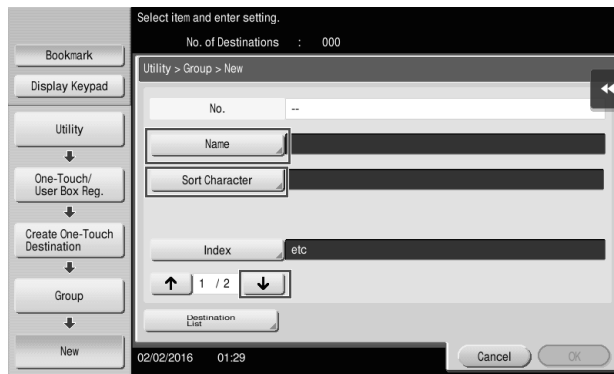 Select item and enter setting.
No. of Destinations : 000
Bookmark
Display Keypad
Utility
One-Touch/
User Box Reg.
Create One-Touch
Destination
Group
New
Utility > Group > New
No. --
Name
Sort Character
Index etc
1 / 2
Destination
List
02/02/2016 01:29
Cancel
OK